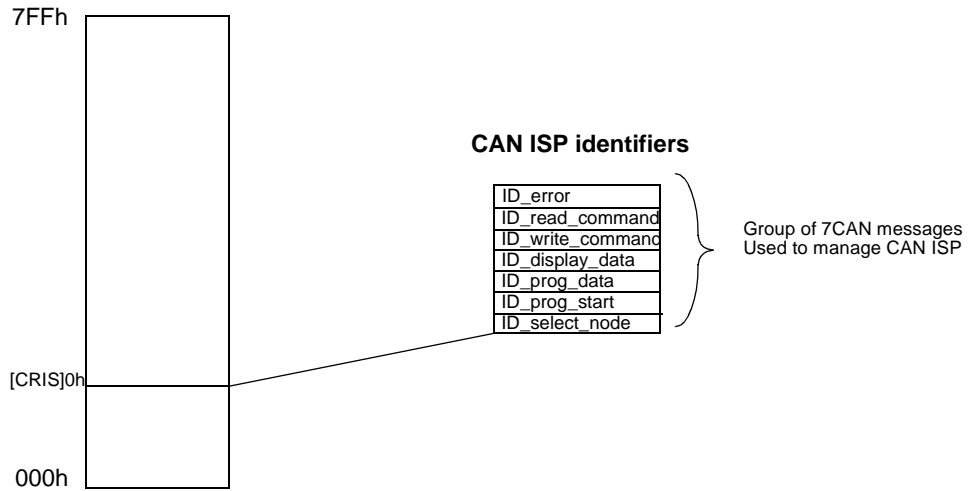 7FFh
CAN ISP identifiers
ID_error
ID_read_command
ID_write_command
ID_display_data
ID_prog_data
ID_prog_start
ID_select_node
Group of 7CAN messages
Used to manage CAN ISP
[CRIS]0h
000h